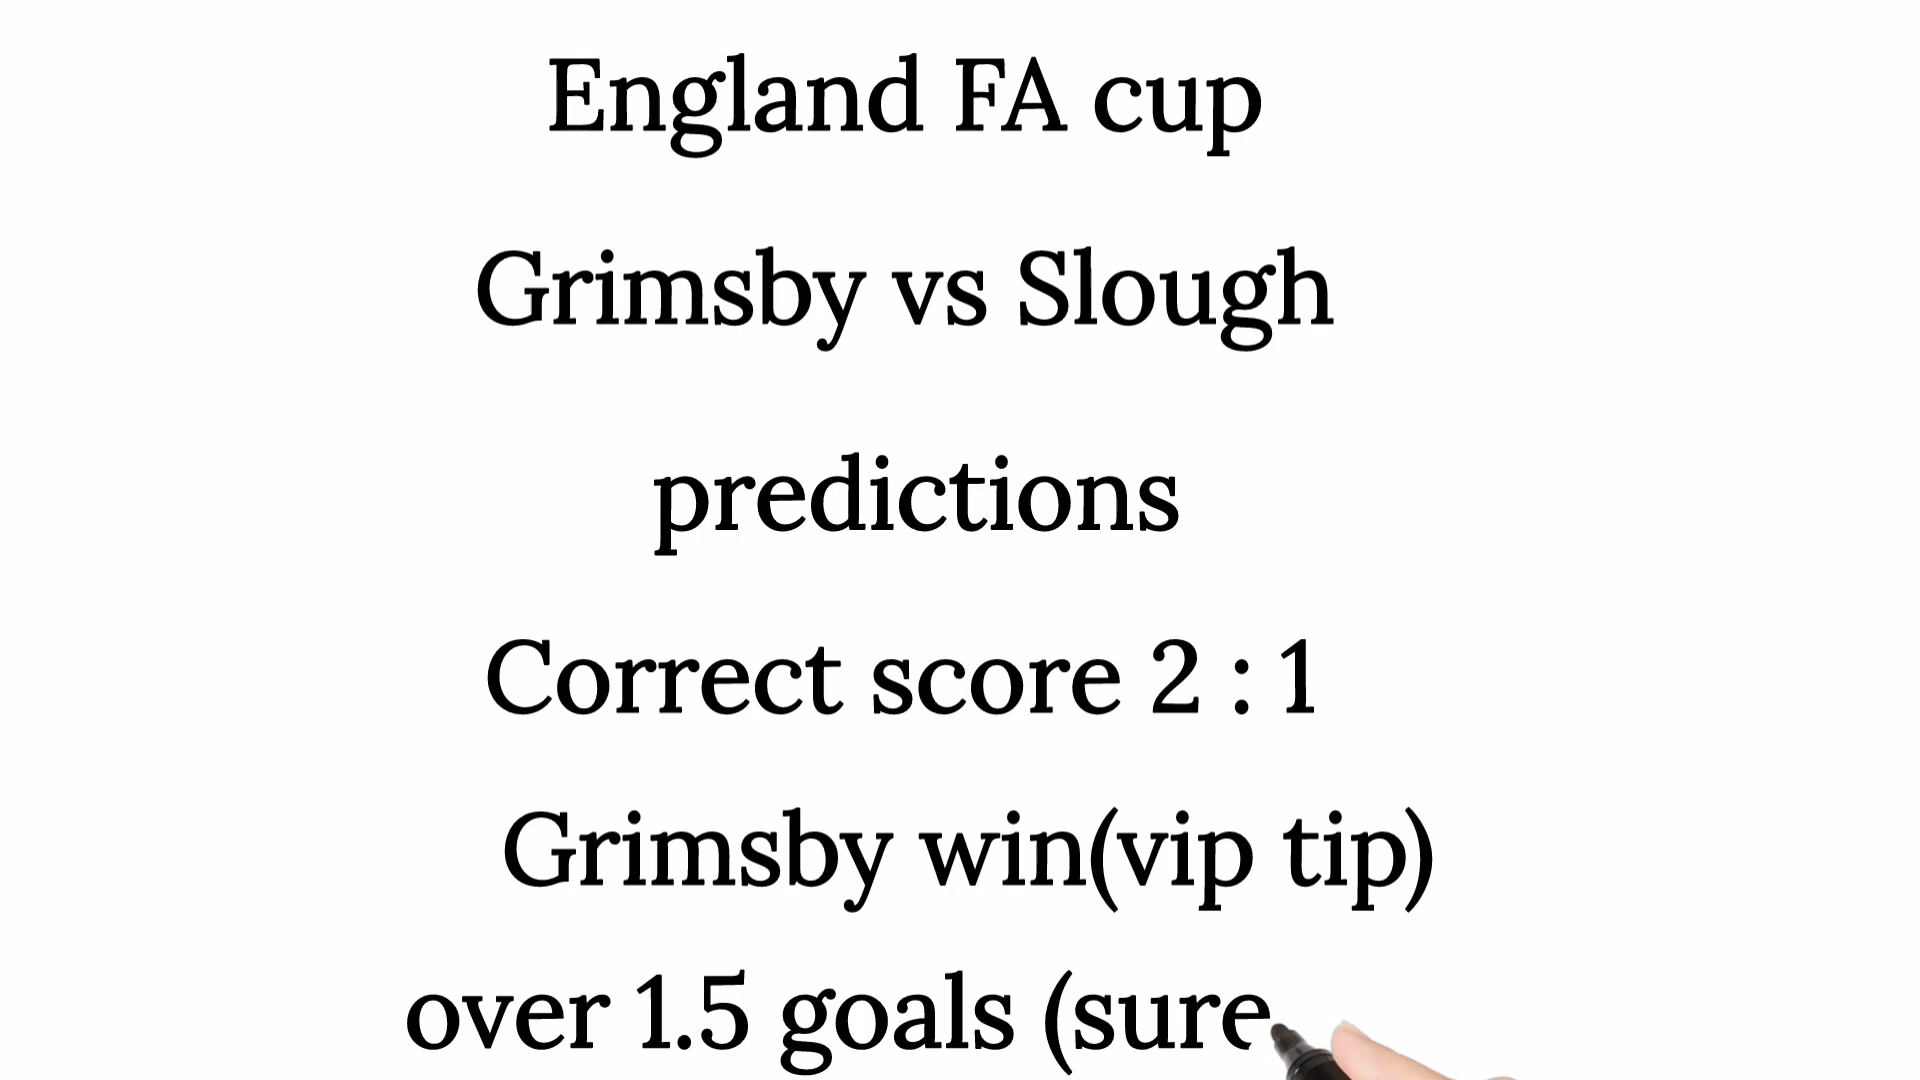 England FA cup
Grimsby vs Slough
predictions
Correct score 2 : 1
Grimsby win(vip tip)
over 1.5 goals (sure